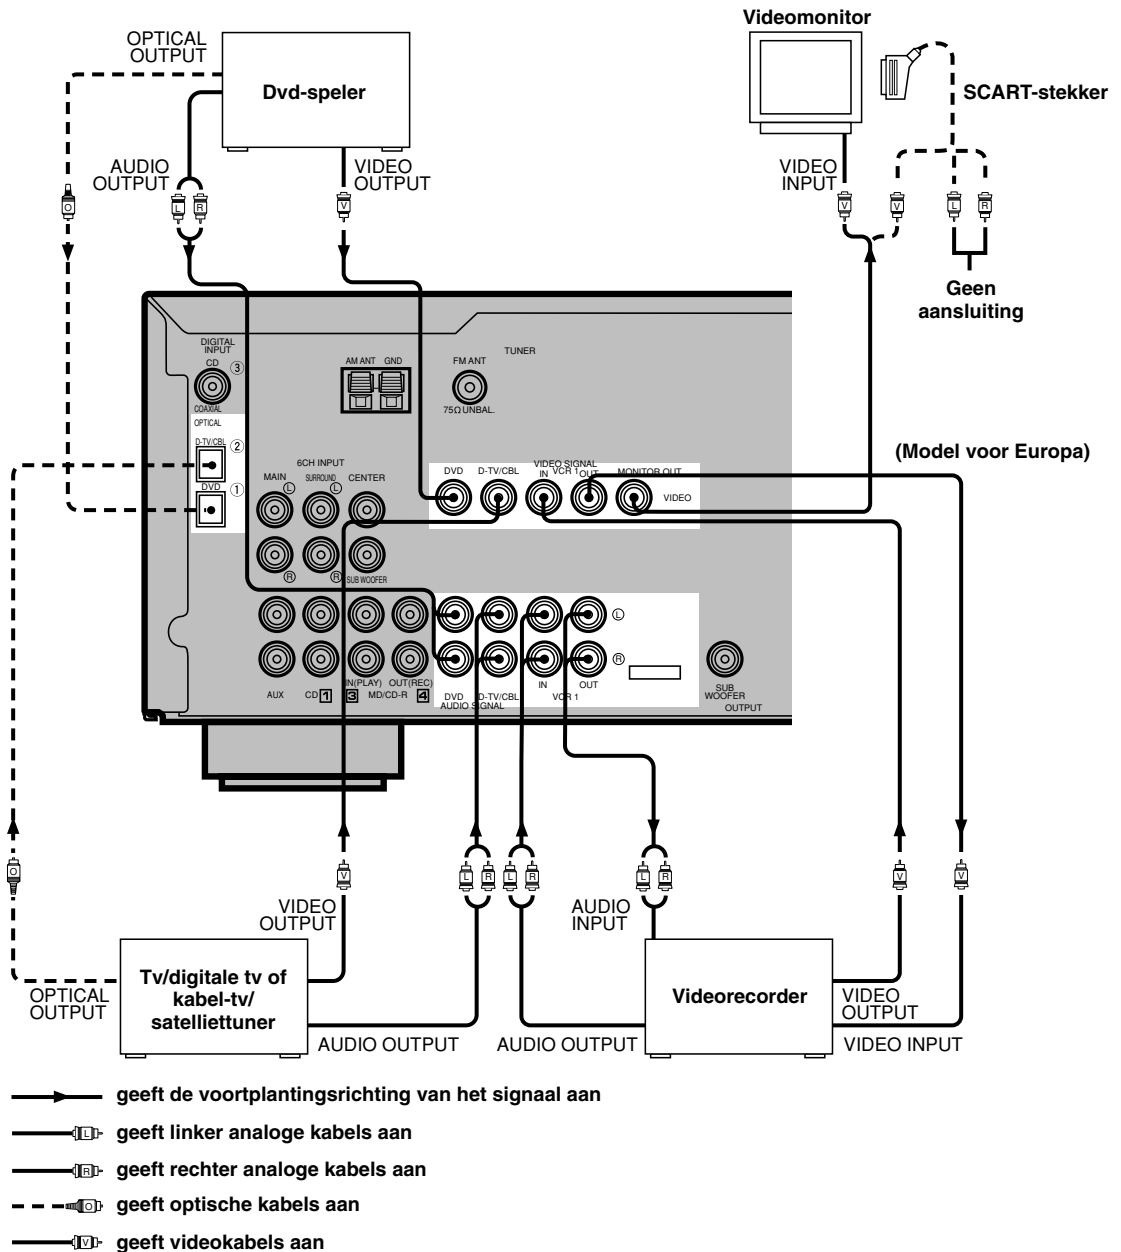 Videomonitor
OPTICAL
OUTPUT
Dvd-speler
SCART-stekker
AUDIO
OUTPUT
VIDEO
OUTPUT
VIDEO
INPUT
O
L
R
V
V
V
L
R
Geen
aansluiting
DIGITAL
INPUT
CD
③
COAXIAL
OPTICAL
D-TV/CBL
②
DVD
①
AM ANT
GND
FM ANT
75Ω UNBAL.
TUNER
(Model voor Europa)
6CH INPUT
MAIN
Ⓛ
SURROUND
Ⓛ
CENTER
Ⓡ
Ⓡ
SUB WOOFER
VIDEO SIGNAL
DVD
D-TV/CBL
IN
VCR 1
OUT
MONITOR OUT
VIDEO
Ⓛ
Ⓡ
AUX
CD
1
IN(PLAY)
OUT(REC)
3
MD/CD-R
4
DVD
D-TV/CBL
AUDIO SIGNAL
IN
OUT
VCR 1
SUB
WOOFER
OUTPUT
O
V
L
R
L
R
L
R
V
V
VIDEO
OUTPUT
AUDIO
INPUT
Tv/digitale tv of
kabel-tv/
satelliettuner
Videorecorder
OPTICAL
OUTPUT
VIDEO
OUTPUT
AUDIO OUTPUT
AUDIO OUTPUT
VIDEO INPUT
geeft de voortplantingsrichting van het signaal aan
L geeft linker analoge kabels aan
R geeft rechter analoge kabels aan
O geeft optische kabels aan
V geeft videokabels aan